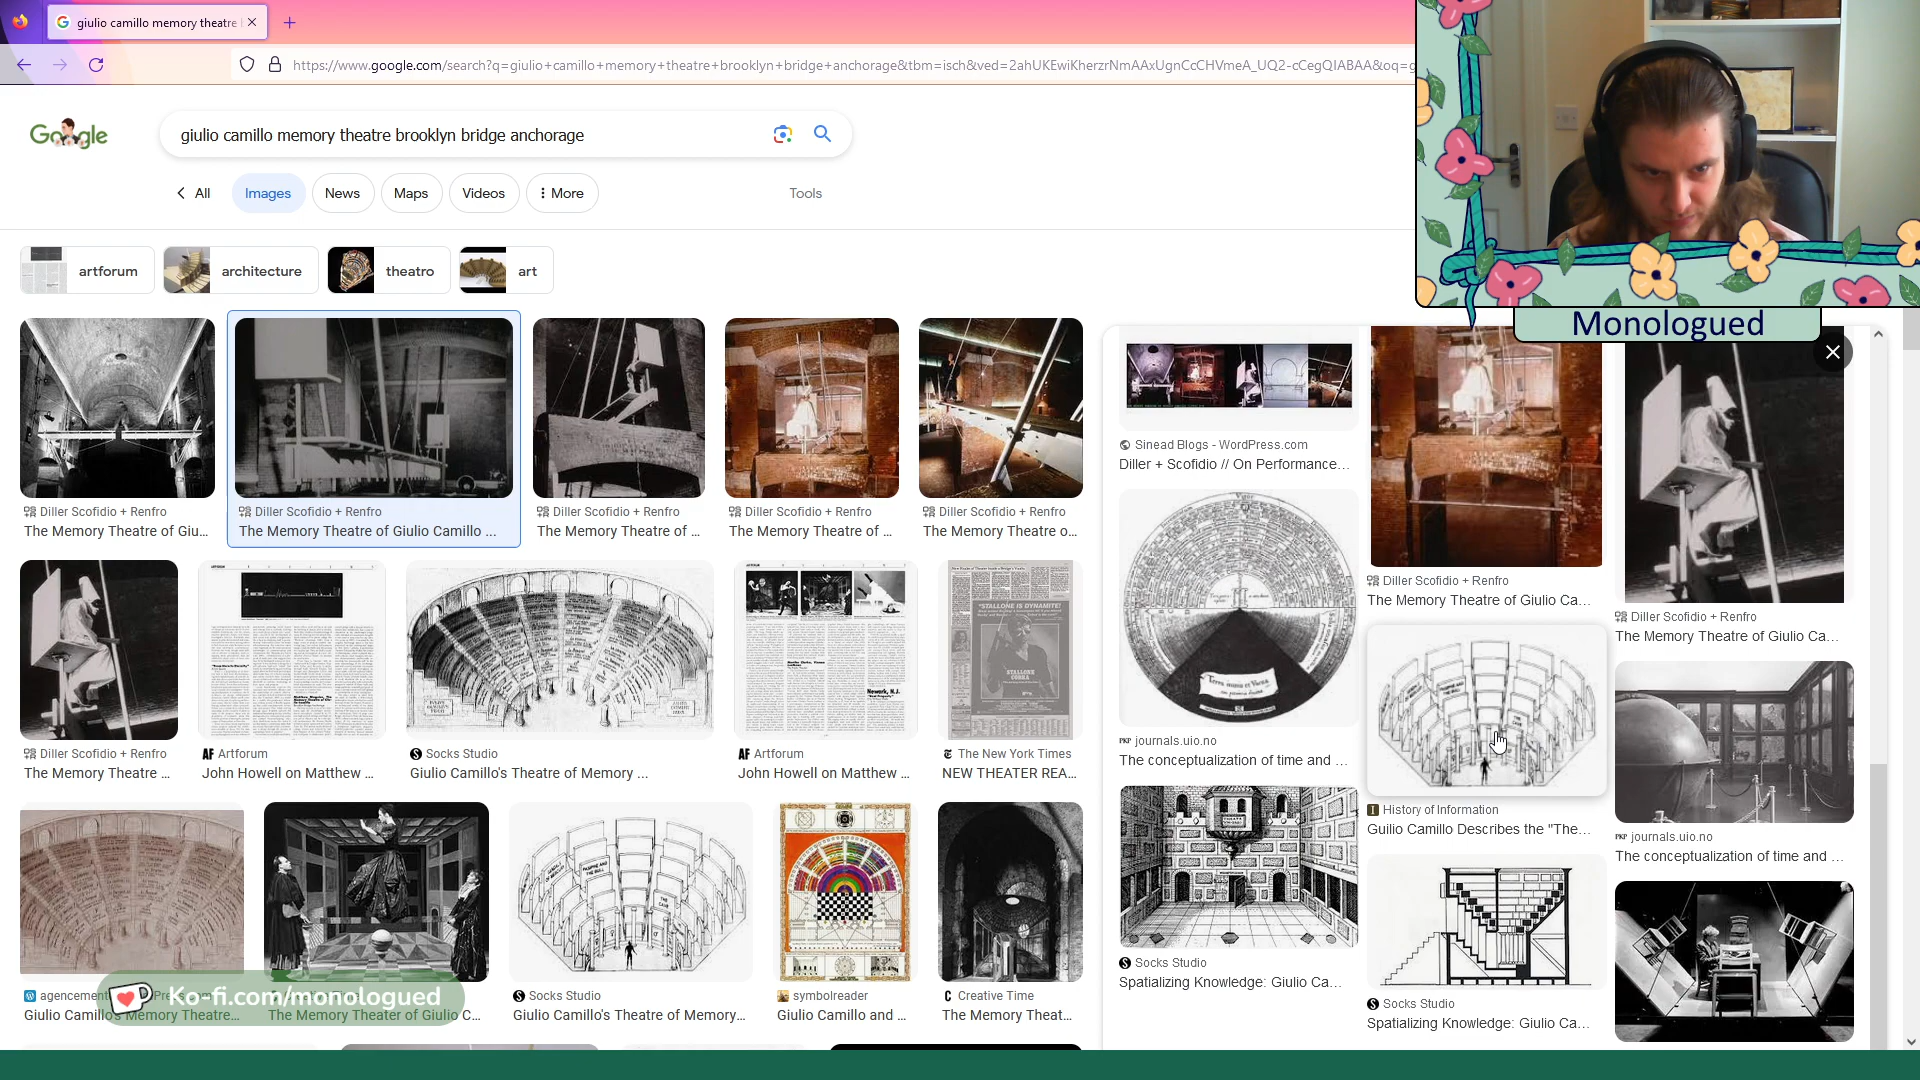 giulio camillo memory theatre
https://www.google.com/search?q=giulio+camillo+memory+theatre+brooklyn+bridge+anchorage&tbm=isch&ved=2ahUKEwiKherzrNmAAxUgnCcCHVmeA_UQ2-cCegQIABAA&oq=g
Google
giulio camillo memory theatre brooklyn bridge anchorage
All
Images
News
Maps
Videos
More
Tools
artforum
architecture
theatro
art
Monologued
Diller Scofidio + Renfro
The Memory Theatre of Giu...
Diller Scofidio + Renfro
The Memory Theatre of Giulio Camillo ...
Diller Scofidio + Renfro
The Memory Theatre of ...
Diller Scofidio + Renfro
The Memory Theatre of ...
Diller Scofidio + Renfro
The Memory Theatre o...
Diller Scofidio + Renfro
The Memory Theatre ...
ARTFORUM
AF Artforum
John Howell on Matthew ...
Socks Studio
Giulio Camillo's Theatre of Memory ...
AF Artforum
John Howell on Matthew ...
"STALLONE IS DYNAMITE!"
The New York Times
NEW THEATER REA...
agencement
Giulio Camillo's Memory Theatre...
The Memory Theater of Giulio C...
Socks Studio
Giulio Camillo's Theatre of Memory...
symbolreader
Giulio Camillo and ...
Creative Time
The Memory Theat...
Ko-fi.com/monologued
Sinead Blogs - WordPress.com
Diller + Scofidio // On Performance...
journals.uio.no
The conceptualization of time and ...
Socks Studio
Spatializing Knowledge: Giulio Ca...
Diller Scofidio + Renfro
The Memory Theatre of Giulio Ca...
History of Information
Guilio Camillo Describes the "The...
Socks Studio
Spatializing Knowledge: Giulio Ca...
Diller Scofidio + Renfro
The Memory Theatre of Giulio Ca...
journals.uio.no
The conceptualization of time and ...